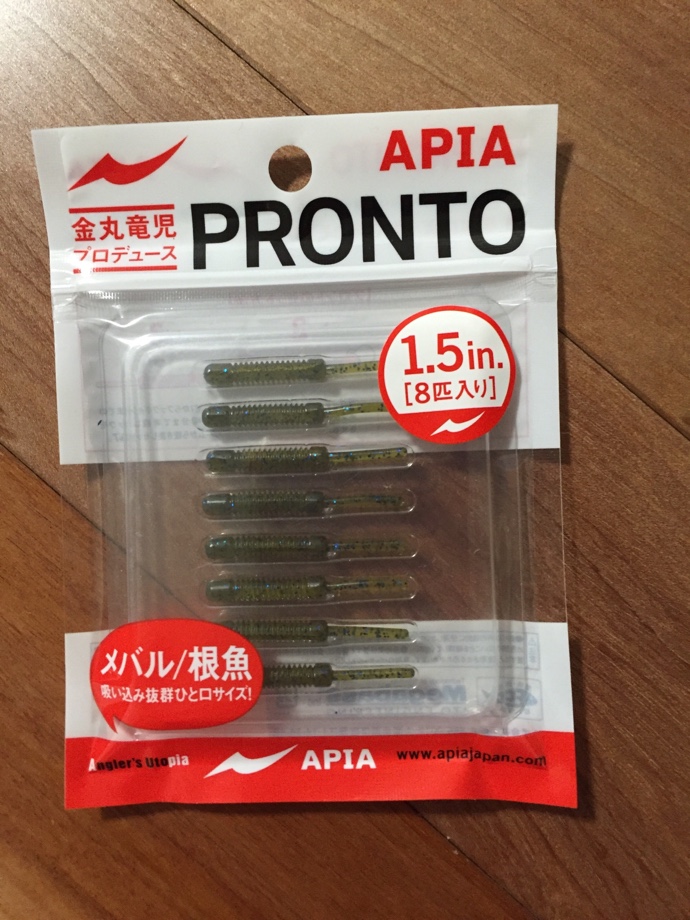 APIA
金丸竜児
プロデュース
PRONTO
1.5in.
[8匹入り]
メバル/根魚
吸い込み抜群ひと口サイズ!
Angler's Utopia
APIA
www.apiajapan.com